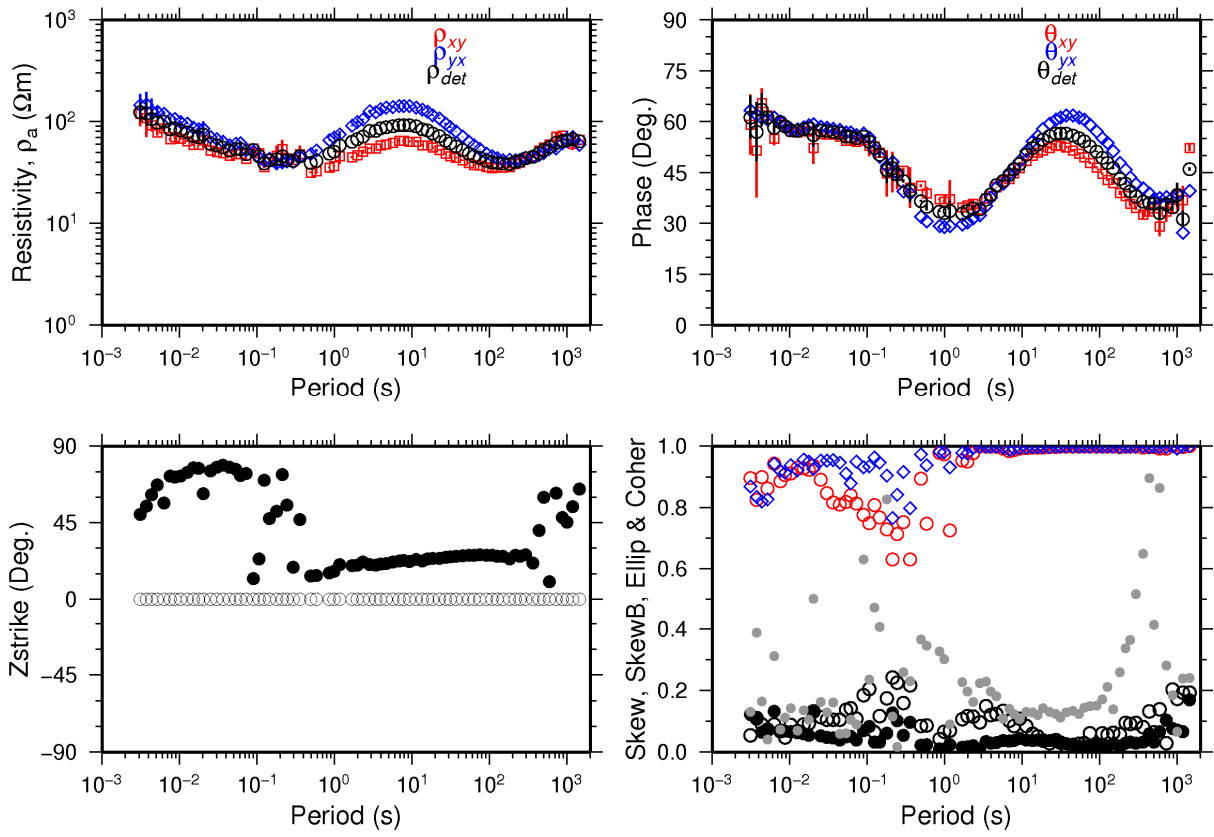 10³
10²
10¹
10⁰
Resistivity, ρₐ (Ωm)
ρxy
ρyx
ρdet
10⁻³ 10⁻² 10⁻¹ 10⁰ 10¹ 10² 10³
Period (s)
90
75
60
45
30
15
0
Phase (Deg.)
θxy
θyx
θdet
10⁻³ 10⁻² 10⁻¹ 10⁰ 10¹ 10² 10³
Period (s)
90
45
0
−45
−90
Zstrike (Deg.)
10⁻³ 10⁻² 10⁻¹ 10⁰ 10¹ 10² 10³
Period (s)
1.0
0.8
0.6
0.4
0.2
0.0
Skew, SkewB, Ellip & Coher
10⁻³ 10⁻² 10⁻¹ 10⁰ 10¹ 10² 10³
Period (s)